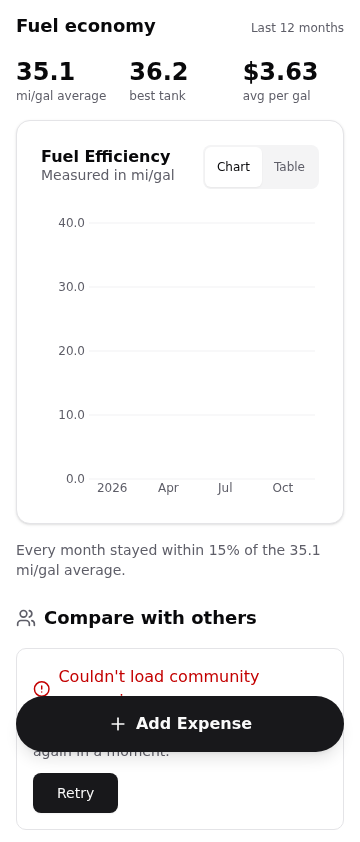 Fuel economy
Last 12 months
35.1
36.2
$3.63
mi/gal average
best tank
avg per gal
Fuel Efficiency
Measured in mi/gal
Chart
Table
40.0
30.0
20.0
10.0
0.0
2026
Apr
Jul
Oct
Every month stayed within 15% of the 35.1
mi/gal average.
Compare with others
Couldn't load community
Add Expense
again in a moment.
Retry